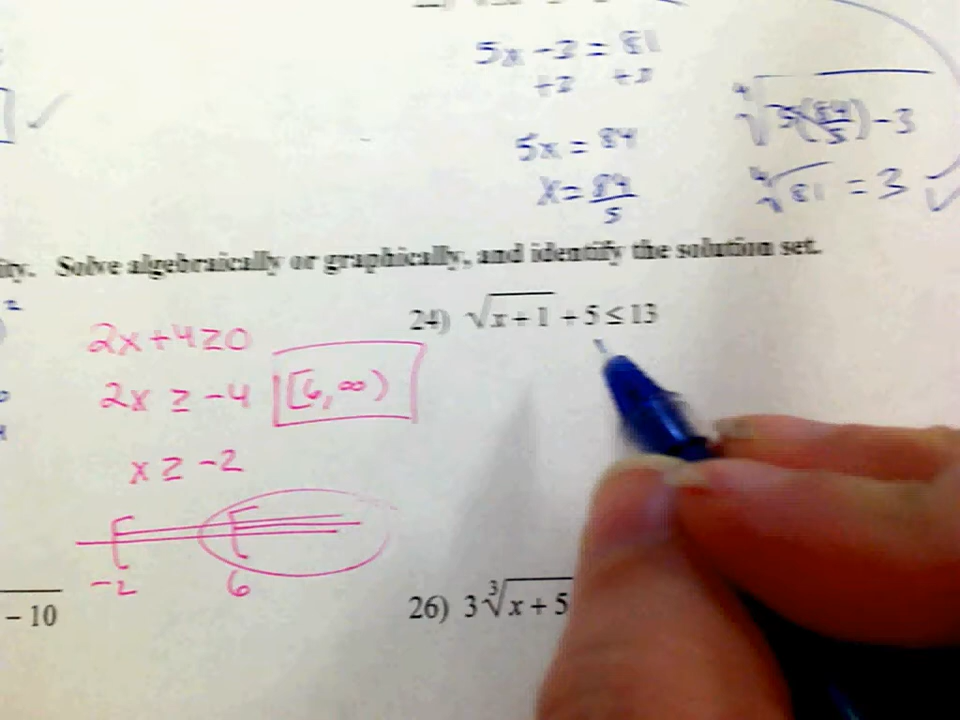 5x - 3 = 81
+3 +3
5x = 84
x = 84/5
∜(5(84/5) - 3)
∜81 = 3 ✓
ity. Solve algebraically or graphically, and identify the solution set.
2x + 4 ≥ 0
2x ≥ -4
[6, ∞)
x ≥ -2
-2 6
24) √(x + 1) + 5 ≤ 13
- 10
26) 3∛(x + 5